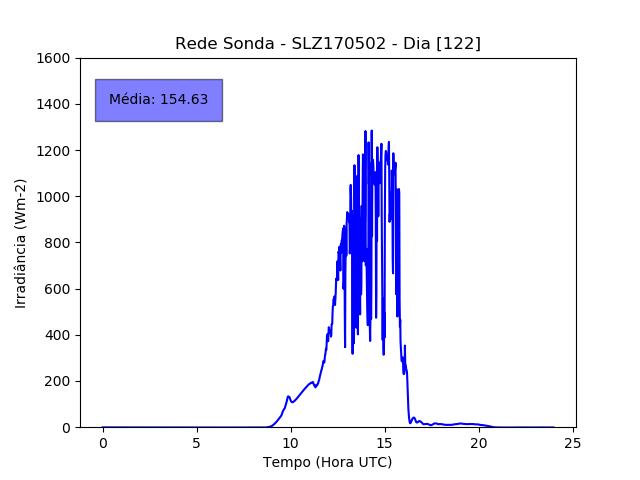 Rede Sonda - SLZ170502 - Dia [122]
Média: 154.63
Irradiância (Wm-2)
1600
1400
1200
1000
800
600
400
200
0
0 5 10 15 20 25
Tempo (Hora UTC)